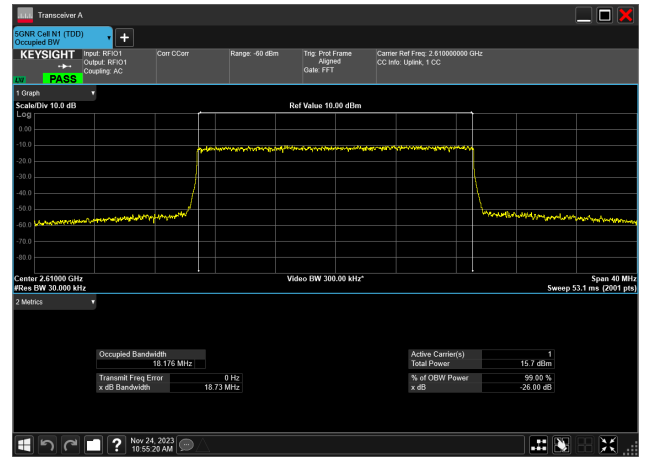 Transceiver A
5GNR Cell N1 (TDD)
Occupied BW
+
KEYSIGHT
Input: RFIO1
Output: RFIO1
Coupling: AC
Corr CCorr
Range: -60 dBm
Trig: Prot Frame
Aligned
Gate: FFT
Carrier Ref Freq: 2.610000000 GHz
CC Info: Uplink, 1 CC
LXI
PASS
1 Graph
Scale/Div 10.0 dB
Ref Value 10.00 dBm
Log
0.00
-10.0
-20.0
-30.0
-40.0
-50.0
-60.0
-70.0
-80.0
Center 2.61000 GHz
Video BW 300.00 kHz*
Span 40 MHz
#Res BW 30.000 kHz
Sweep 53.1 ms (2001 pts)
2 Metrics
Occupied Bandwidth
18.176 MHz
Transmit Freq Error 0 Hz
x dB Bandwidth 18.73 MHz
Active Carrier(s) 1
Total Power 15.7 dBm
% of OBW Power 99.00 %
x dB -26.00 dB
?
Nov 24, 2023
10:55:20 AM